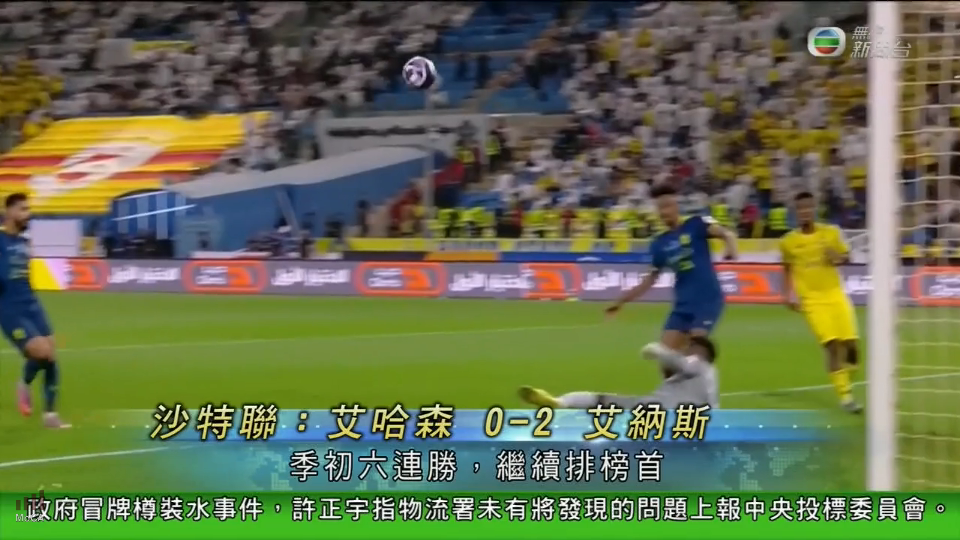 無綫
新聞台
沙特聯：艾哈森 0-2 艾納斯
季初六連勝，繼續排榜首
政府冒牌樽裝水事件，許正宇指物流署未有將發現的問題上報中央投標委員會。